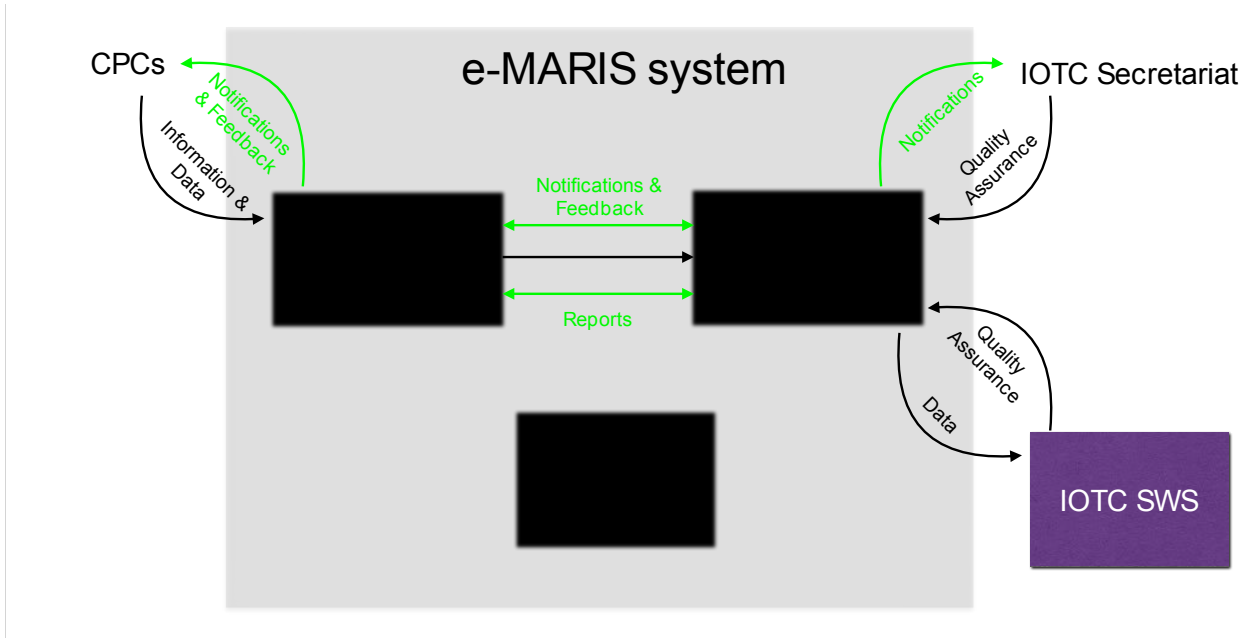 e-MARIS system
CPCs
IOTC Secretariat
Notifications
& Feedback
Information &
Data
Notifications &
Feedback
Reports
Notifications
Quality
Assurance
Quality
Assurance
Data
IOTC SWS